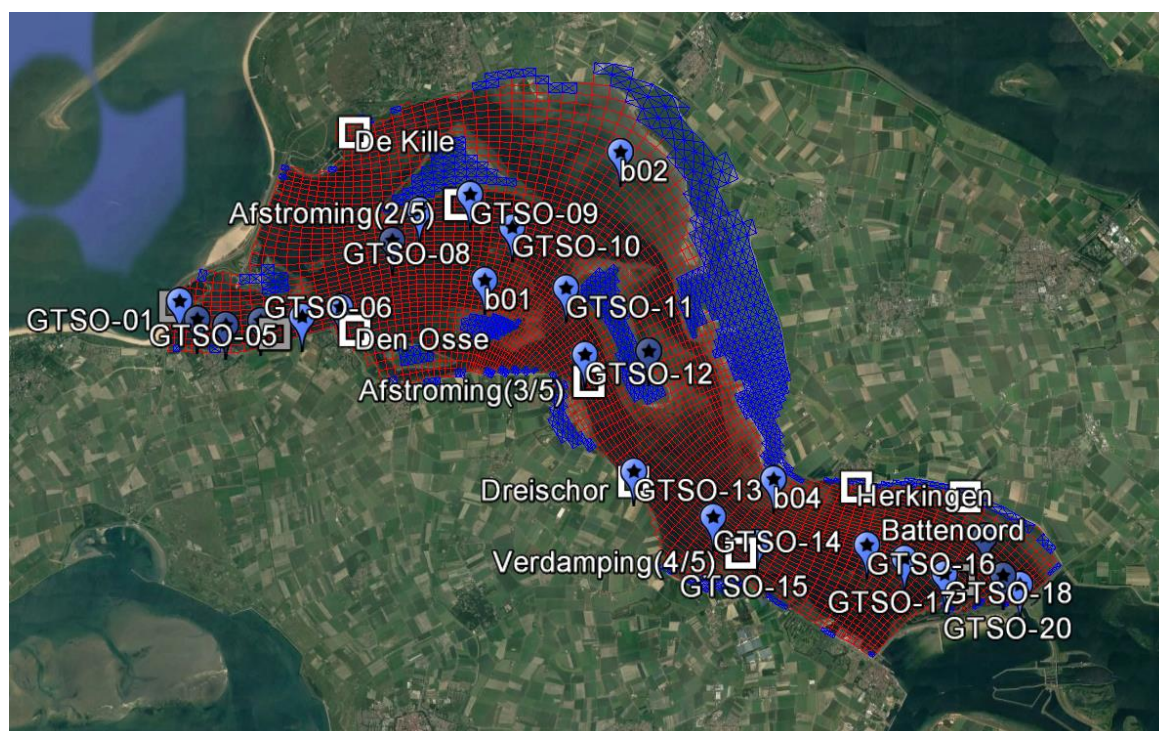 De Kille
b02
Afstroming(2/5)
GTSO-09
GTSO-08
GTSO-10
b01
GTSO-11
GTSO-01
GTSO-06
GTSO-05
Den Osse
GTSO-12
Afstroming(3/5)
Dreischor
GTSO-13
b04
Herkingen
Battenoord
GTSO-14
Verdamping(4/5)
GTSO-16
GTSO-15
GTSO-17
GTSO-18
GTSO-20